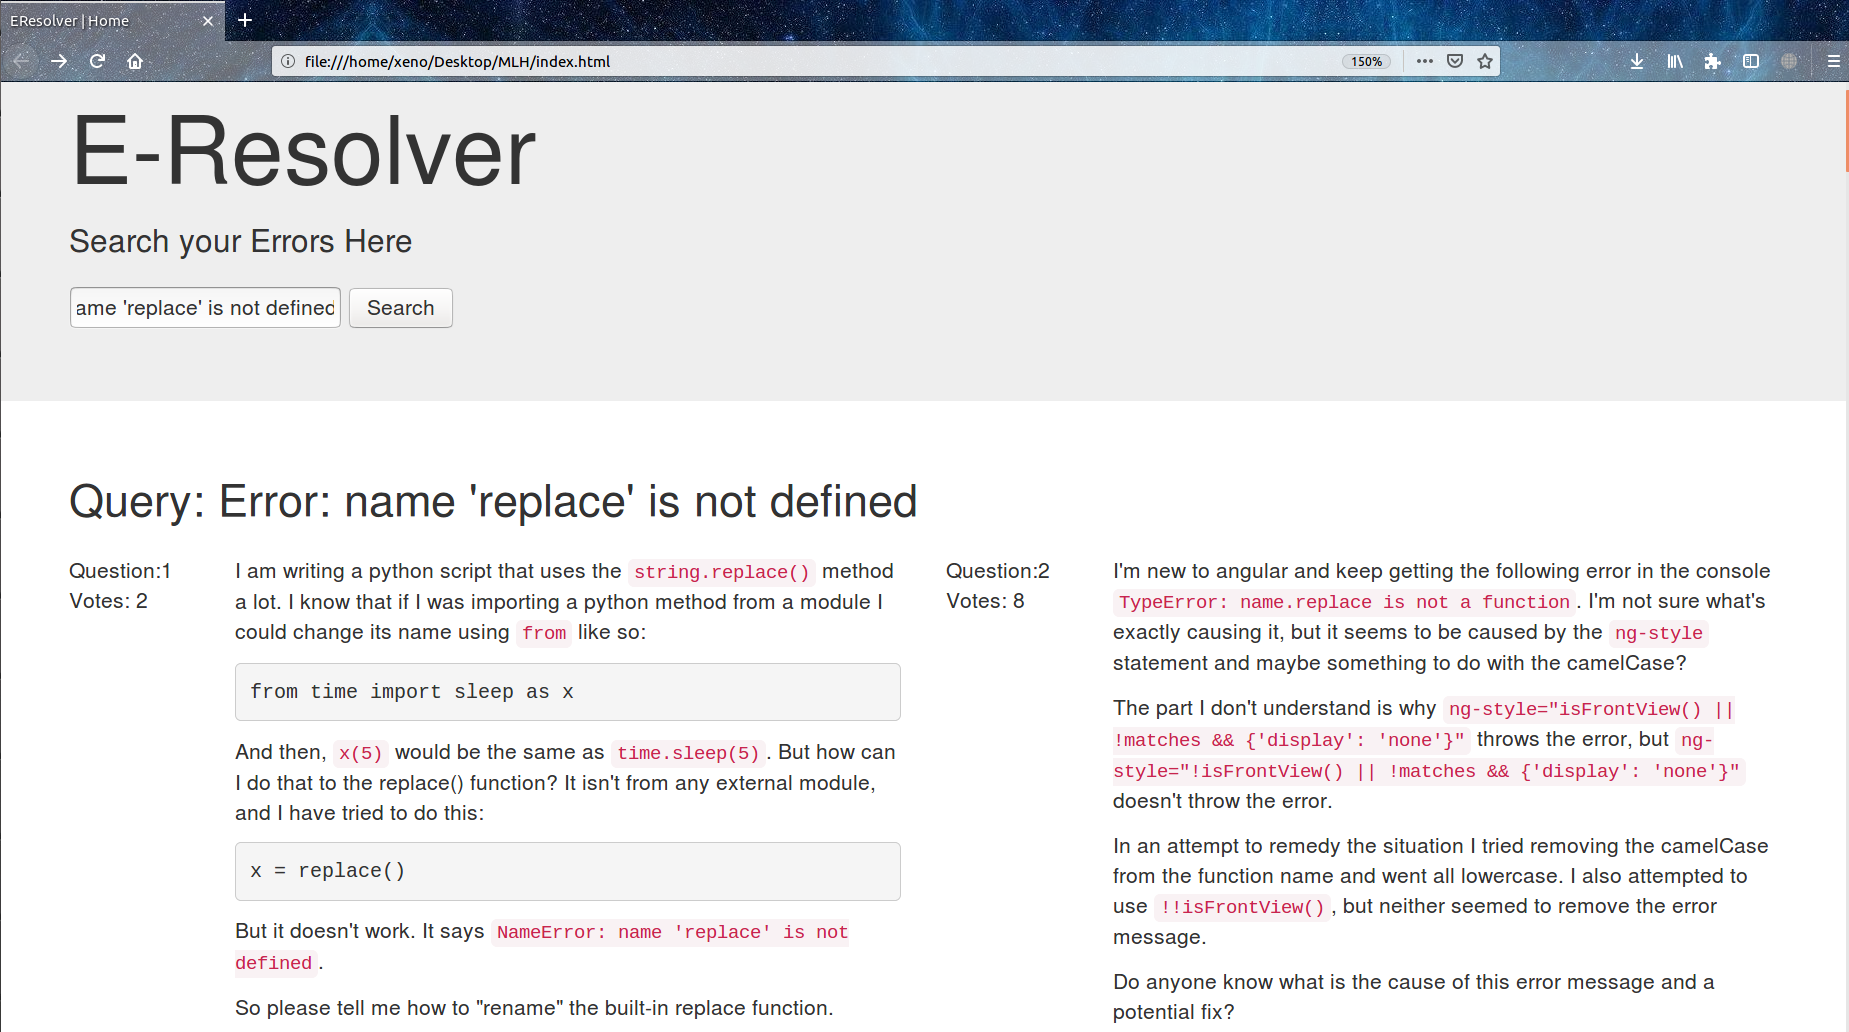 EResolver | Home
file:///home/xeno/Desktop/MLH/index.html
150%
E-Resolver
Search your Errors Here
ame 'replace' is not defined
Search
Query: Error: name 'replace' is not defined
Question:1
Votes: 2
I am writing a python script that uses the string.replace() method
a lot. I know that if I was importing a python method from a module I
could change its name using from like so:
from time import sleep as x
And then, x(5) would be the same as time.sleep(5). But how can
I do that to the replace() function? It isn't from any external module,
and I have tried to do this:
x = replace()
But it doesn't work. It says NameError: name 'replace' is not
defined.
So please tell me how to "rename" the built-in replace function.
Question:2
Votes: 8
I'm new to angular and keep getting the following error in the console
TypeError: name.replace is not a function. I'm not sure what's
exactly causing it, but it seems to be caused by the ng-style
statement and maybe something to do with the camelCase?
The part I don't understand is why ng-style="isFrontView() ||
!matches && {'display': 'none'}" throws the error, but ng-
style="!isFrontView() || !matches && {'display': 'none'}"
doesn't throw the error.
In an attempt to remedy the situation I tried removing the camelCase
from the function name and went all lowercase. I also attempted to
use !!isFrontView(), but neither seemed to remove the error
message.
Do anyone know what is the cause of this error message and a
potential fix?